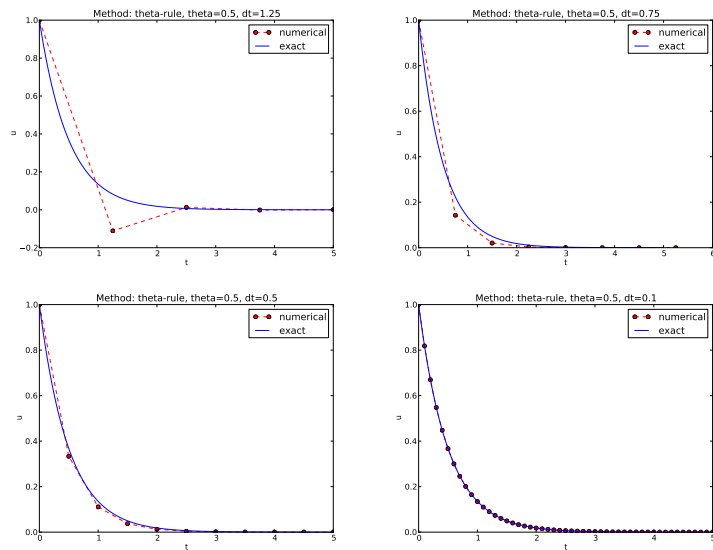 Method: theta-rule, theta=0.5, dt=1.25
1.0
0.8
0.6
0.4
0.2
0.0
−0.2
u
0
1
2
3
4
5
t
numerical
exact
Method: theta-rule, theta=0.5, dt=0.75
1.0
0.8
0.6
0.4
0.2
0.0
u
0
1
2
3
4
5
6
t
numerical
exact
Method: theta-rule, theta=0.5, dt=0.5
1.0
0.8
0.6
0.4
0.2
0.0
u
0
1
2
3
4
5
t
numerical
exact
Method: theta-rule, theta=0.5, dt=0.1
1.0
0.8
0.6
0.4
0.2
0.0
u
0
1
2
3
4
5
t
numerical
exact